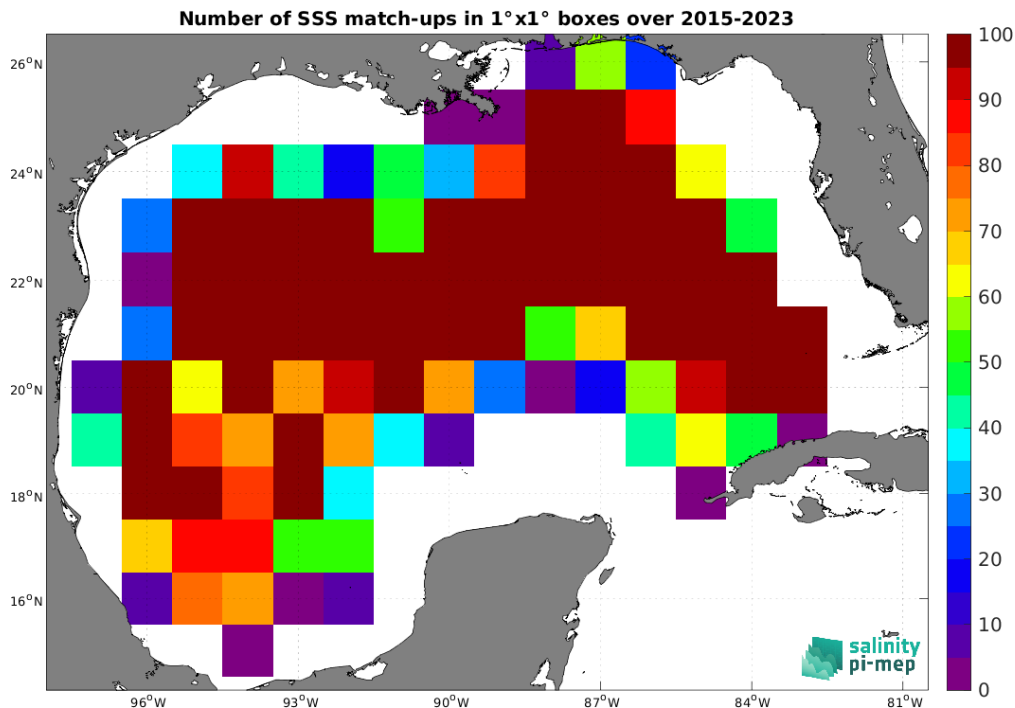 Number of SSS match-ups in 1°x1° boxes over 2015-2023
26°N
24°N
22°N
20°N
18°N
16°N
96°W
93°W
90°W
87°W
84°W
81°W
100
90
80
70
60
50
40
30
20
10
0
salinity
pi-mep